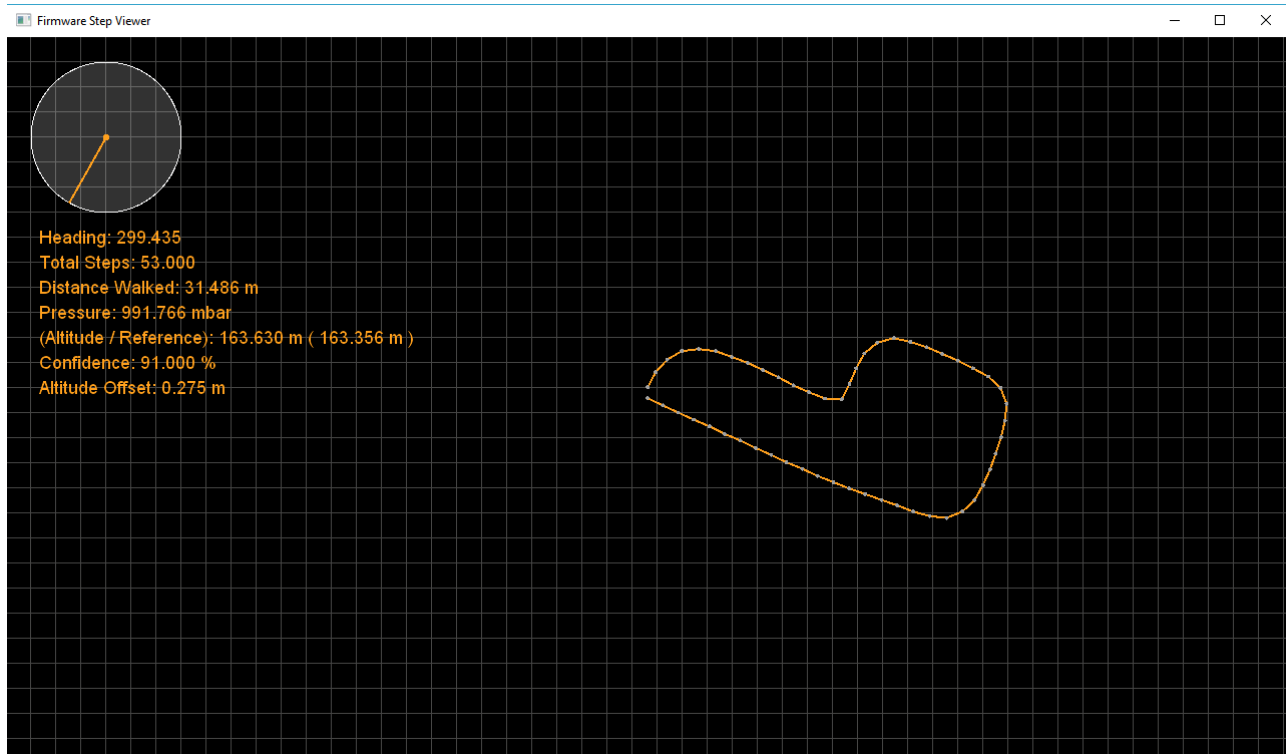 Firmware Step Viewer
Heading: 299.435
Total Steps: 53.000
Distance Walked: 31.486 m
Pressure: 991.766 mbar
(Altitude / Reference): 163.630 m ( 163.356 m )
Confidence: 91.000 %
Altitude Offset: 0.275 m